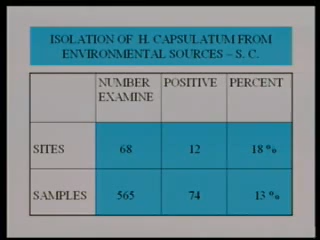 ISOLATION OF H. CAPSULATUM FROM
ENVIRONMENTAL SOURCES – S. C.
NUMBER EXAMINE POSITIVE PERCENT
SITES 68 12 18 %
SAMPLES 565 74 13 %